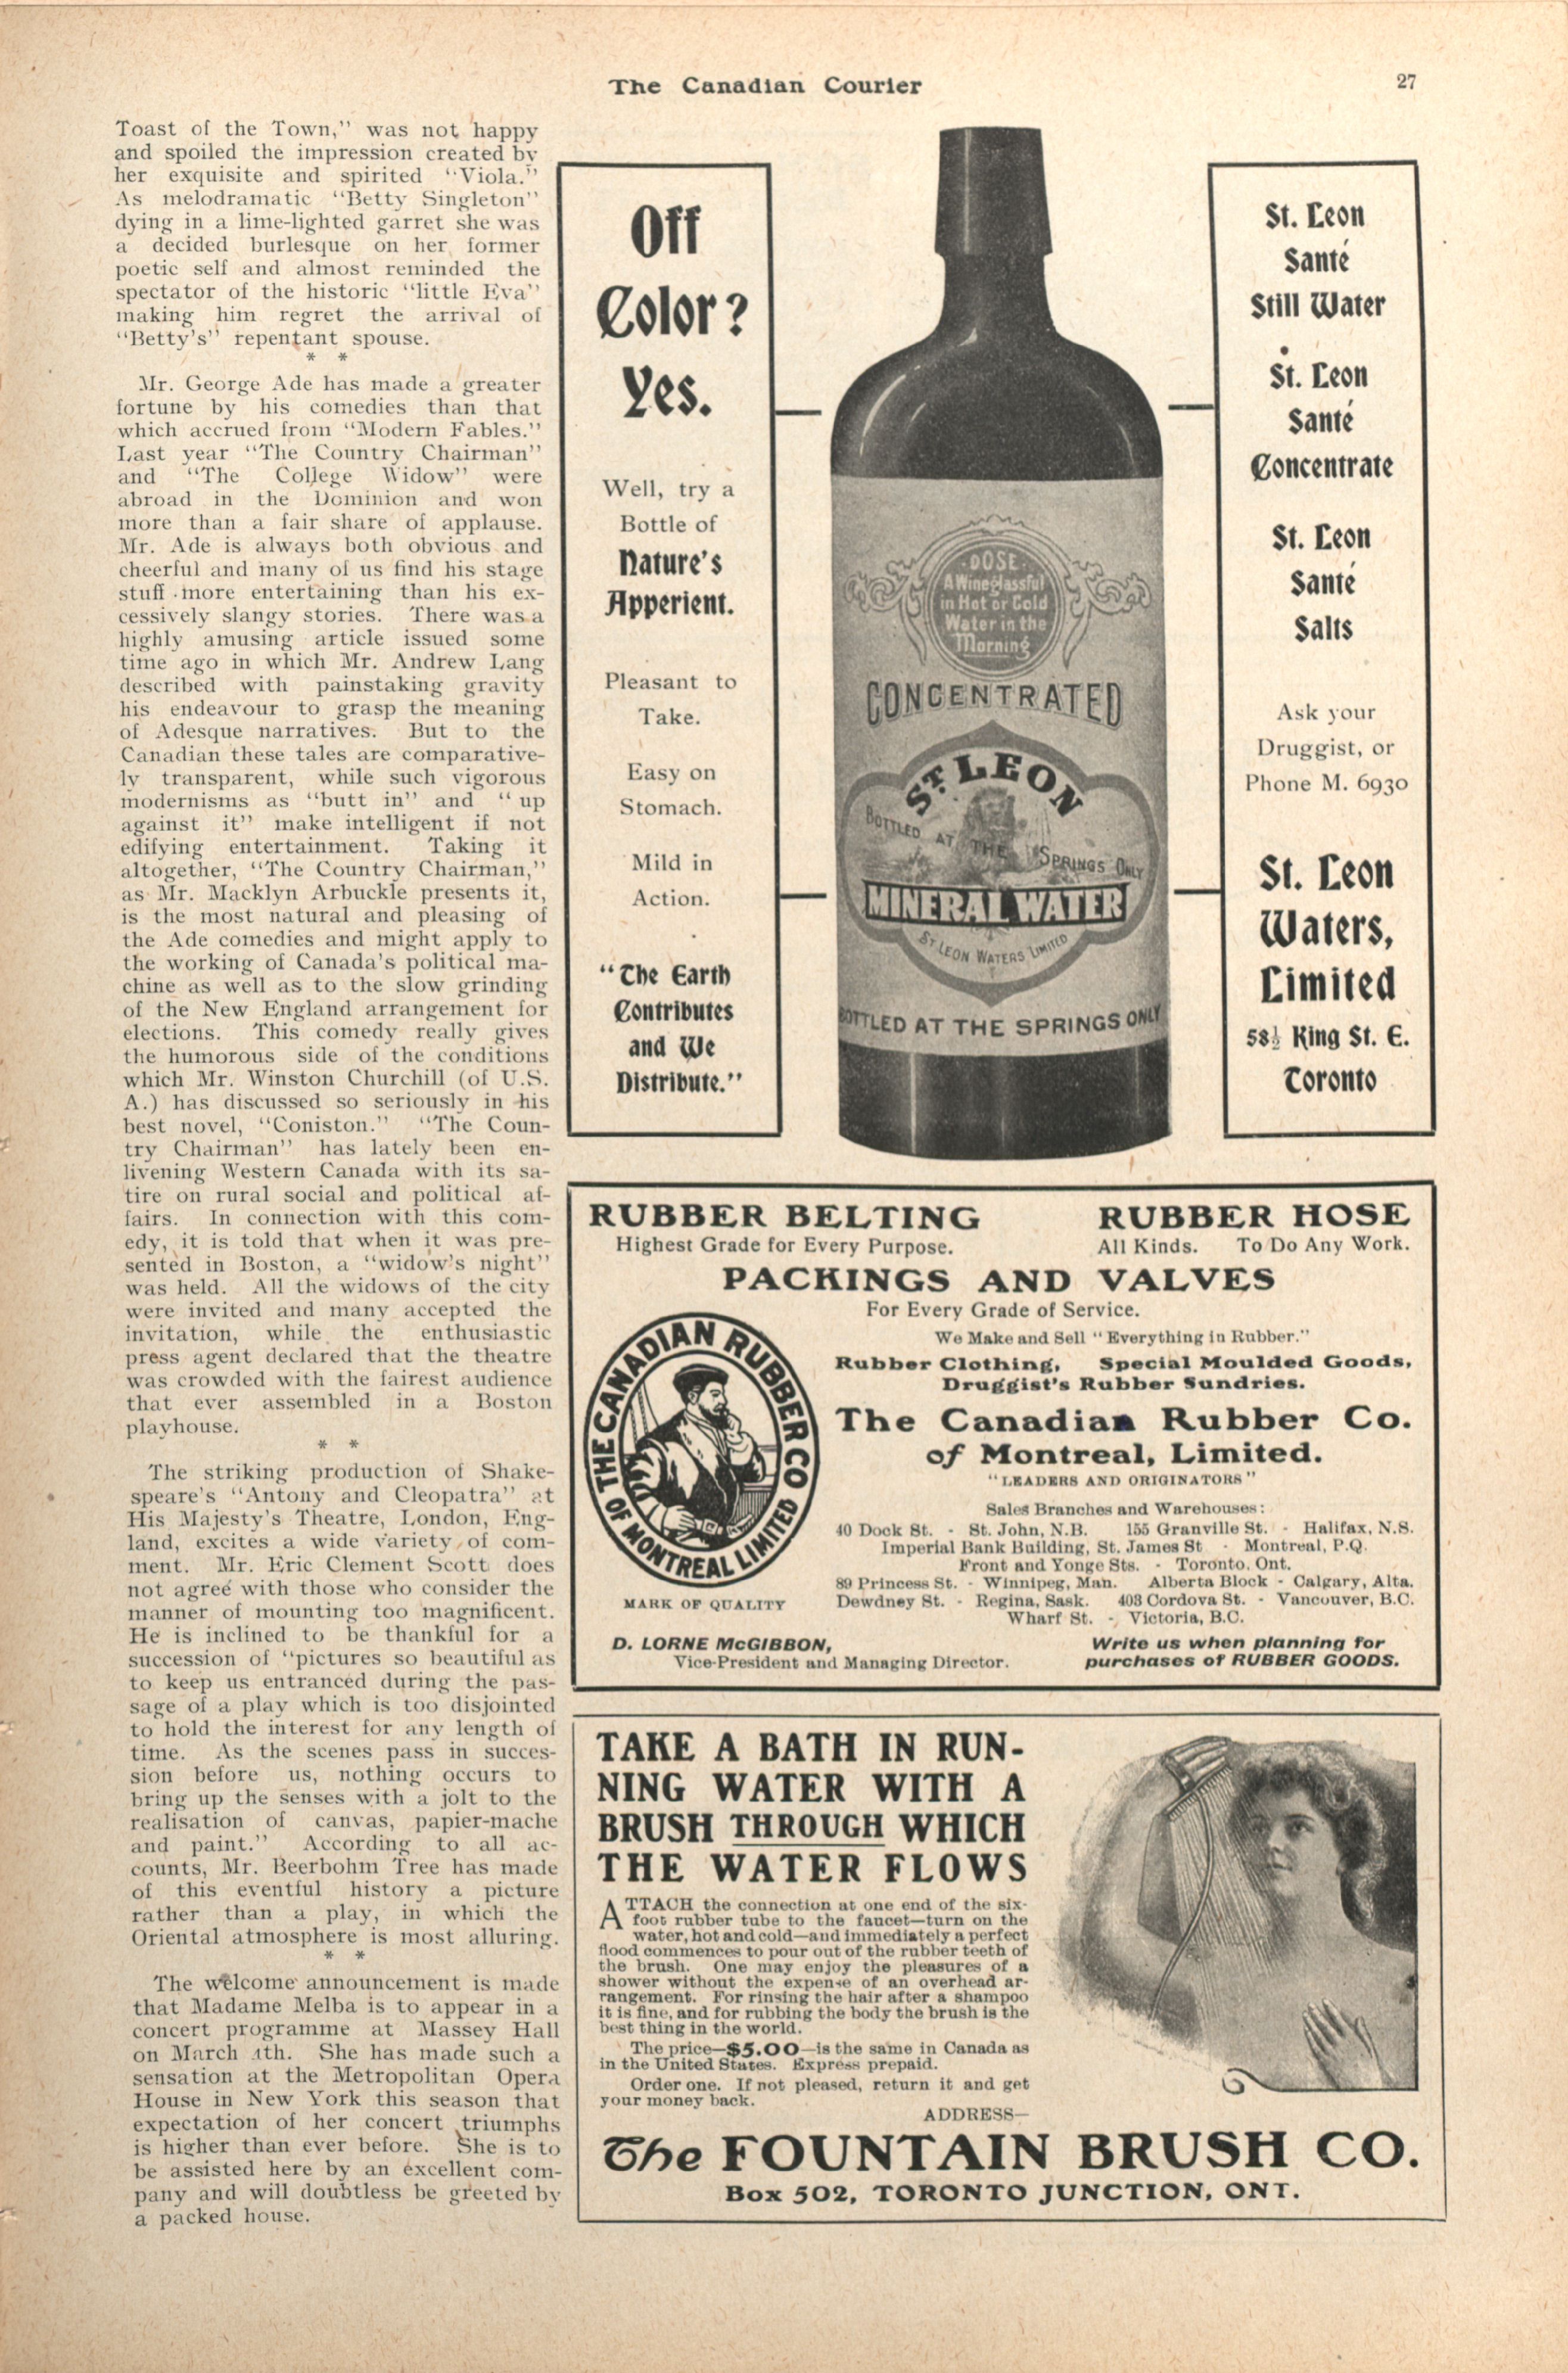 The Canadian Courier
27
Toast of the Town," was not happy
and spoiled the impression created by
her exquisite and spirited "Viola."
As melodramatic "Betty Singleton"
dying in a lime-lighted garret she was
a decided burlesque on her former
poetic self and almost reminded the
spectator of the historic "little Eva"
making him regret the arrival of
"Betty's" repentant spouse.
* *
Mr. George Ade has made a greater
fortune by his comedies than that
which accrued from "Modern Fables."
Last year "The Country Chairman"
and "The College Widow" were
abroad in the Dominion and won
more than a fair share of applause.
Mr. Ade is always both obvious and
cheerful and many of us find his stage
stuff more entertaining than his ex-
cessively slangy stories. There was a
highly amusing article issued some
time ago in which Mr. Andrew Lang
described with painstaking gravity
his endeavour to grasp the meaning
of Adesque narratives. But to the
Canadian these tales are comparative-
ly transparent, while such vigorous
modernisms as "butt in" and "up
against it" make intelligent if not
edifying entertainment. Taking it
altogether, "The Country Chairman,"
as Mr. Macklyn Arbuckle presents it,
is the most natural and pleasing of
the Ade comedies and might apply to
the working of Canada's political ma-
chine as well as to the slow grinding
of the New England arrangement for
elections. This comedy really gives
the humorous side of the conditions
which Mr. Winston Churchill (of U.S.
A.) has discussed so seriously in his
best novel, "Coniston." "The Coun-
try Chairman" has lately been en-
livening Western Canada with its sa-
tire on rural social and political af-
fairs. In connection with this com-
edy, it is told that when it was pre-
sented in Boston, a "widow's night"
was held. All the widows of the city
were invited and many accepted the
invitation, while the enthusiastic
press agent declared that the theatre
was crowded with the fairest audience
that ever assembled in a Boston
playhouse.
* *
The striking production of Shake-
speare's "Antony and Cleopatra" at
His Majesty's Theatre, London, Eng-
land, excites a wide variety of com-
ment. Mr. Eric Clement Scott does
not agree with those who consider the
manner of mounting too magnificent.
He is inclined to be thankful for a
succession of "pictures so beautiful as
to keep us entranced during the pas-
sage of a play which is too disjointed
to hold the interest for any length of
time. As the scenes pass in succes-
sion before us, nothing occurs to
bring up the senses with a jolt to the
realisation of canvas, papier-mache
and paint." According to all ac-
counts, Mr. Beerbohm Tree has made
of this eventful history a picture
rather than a play, in which the
Oriental atmosphere is most alluring.
* *
The welcome announcement is made
that Madame Melba is to appear in a
concert programme at Massey Hall
on March 4th. She has made such a
sensation at the Metropolitan Opera
House in New York this season that
expectation of her concert triumphs
is higher than ever before. She is to
be assisted here by an excellent com-
pany and will doubtless be greeted by
a packed house.
Off
Color?
Yes.
Well, try a
Bottle of
Nature's
Apperient.
Pleasant to
Take.
Easy on
Stomach.
Mild in
Action.
"The Earth
Contributes
and We
Distribute."
DOSE.
A Wineglassful
in Hot or Cold
Water in the
Morning
CONCENTRATED
ST. LEON
BOTTLED AT THE SPRINGS ONLY
MINERAL WATER
ST LEON WATERS LIMITED
BOTTLED AT THE SPRINGS ONLY
St. Leon
Santé
Still Water
St. Leon
Santé
Concentrate
St. Leon
Santé
Salts
Ask your
Druggist, or
Phone M. 6930
St. Leon
Waters,
Limited
58½ King St. E.
Toronto
RUBBER BELTING RUBBER HOSE
Highest Grade for Every Purpose. All Kinds. To Do Any Work.
PACKINGS AND VALVES
For Every Grade of Service.
We Make and Sell "Everything in Rubber."
Rubber Clothing, Special Moulded Goods,
Druggist's Rubber Sundries.
The Canadian Rubber Co.
of Montreal, Limited.
"LEADERS AND ORIGINATORS"
Sales Branches and Warehouses:
40 Dock St. - St. John, N.B. 155 Granville St. - Halifax, N.S.
Imperial Bank Building, St. James St - Montreal, P.Q.
Front and Yonge Sts. - Toronto, Ont.
89 Princess St. - Winnipeg, Man. Alberta Block - Calgary, Alta.
Dewdney St. - Regina, Sask. 403 Cordova St. - Vancouver, B.C.
Wharf St. - Victoria, B.C.
THE CANADIAN RUBBER CO
OF MONTREAL LIMITED
MARK OF QUALITY
D. LORNE McGIBBON,
Vice-President and Managing Director.
Write us when planning for
purchases of RUBBER GOODS.
TAKE A BATH IN RUN-
NING WATER WITH A
BRUSH THROUGH WHICH
THE WATER FLOWS
ATTACH the connection at one end of the six-
foot rubber tube to the faucet—turn on the
water, hot and cold—and immediately a perfect
flood commences to pour out of the rubber teeth of
the brush. One may enjoy the pleasures of a
shower without the expense of an overhead ar-
rangement. For rinsing the hair after a shampoo
it is fine, and for rubbing the body the brush is the
best thing in the world.
The price—$5.00—is the same in Canada as
in the United States. Express prepaid.
Order one. If not pleased, return it and get
your money back.
ADDRESS—
The FOUNTAIN BRUSH CO.
Box 502, TORONTO JUNCTION, ONT.